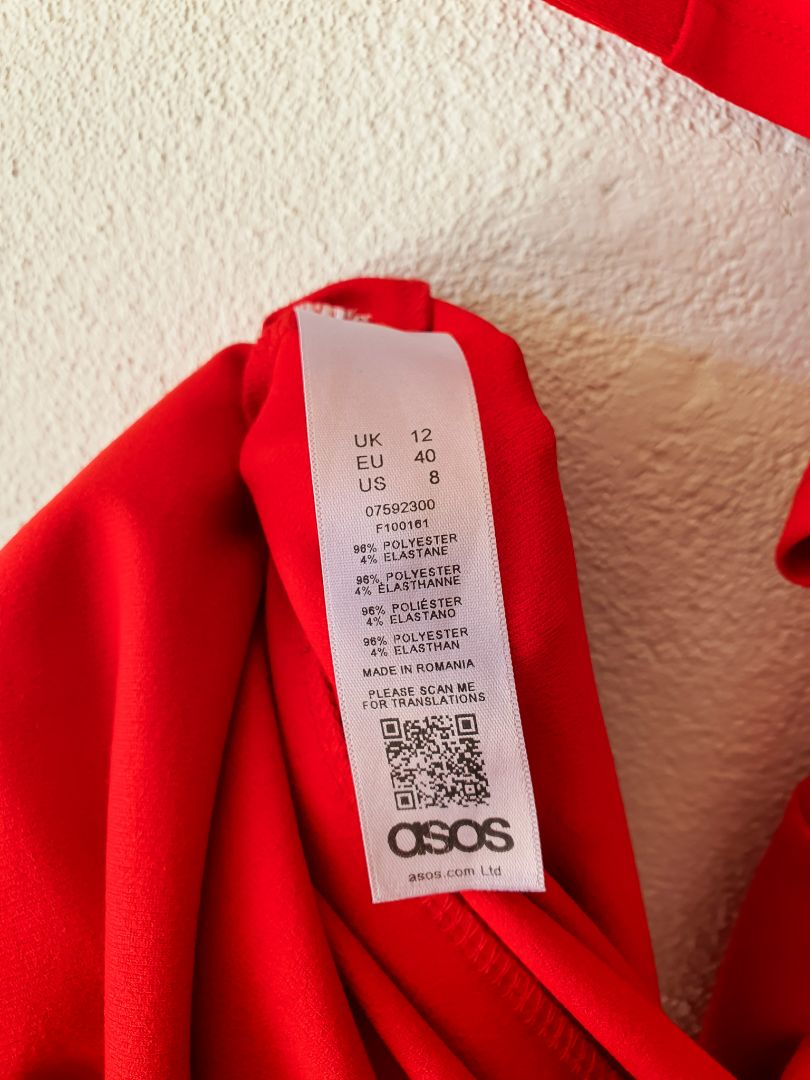 UK 12
EU 40
US 8
07592300
F100161
96% POLYESTER
4% ELASTANE
96% POLYESTER
4% ÉLASTHANNE
96% POLIÉSTER
4% ELASTANO
96% POLYESTER
4% ELASTHAN
MADE IN ROMANIA
PLEASE SCAN ME
FOR TRANSLATIONS
asos
asos.com Ltd